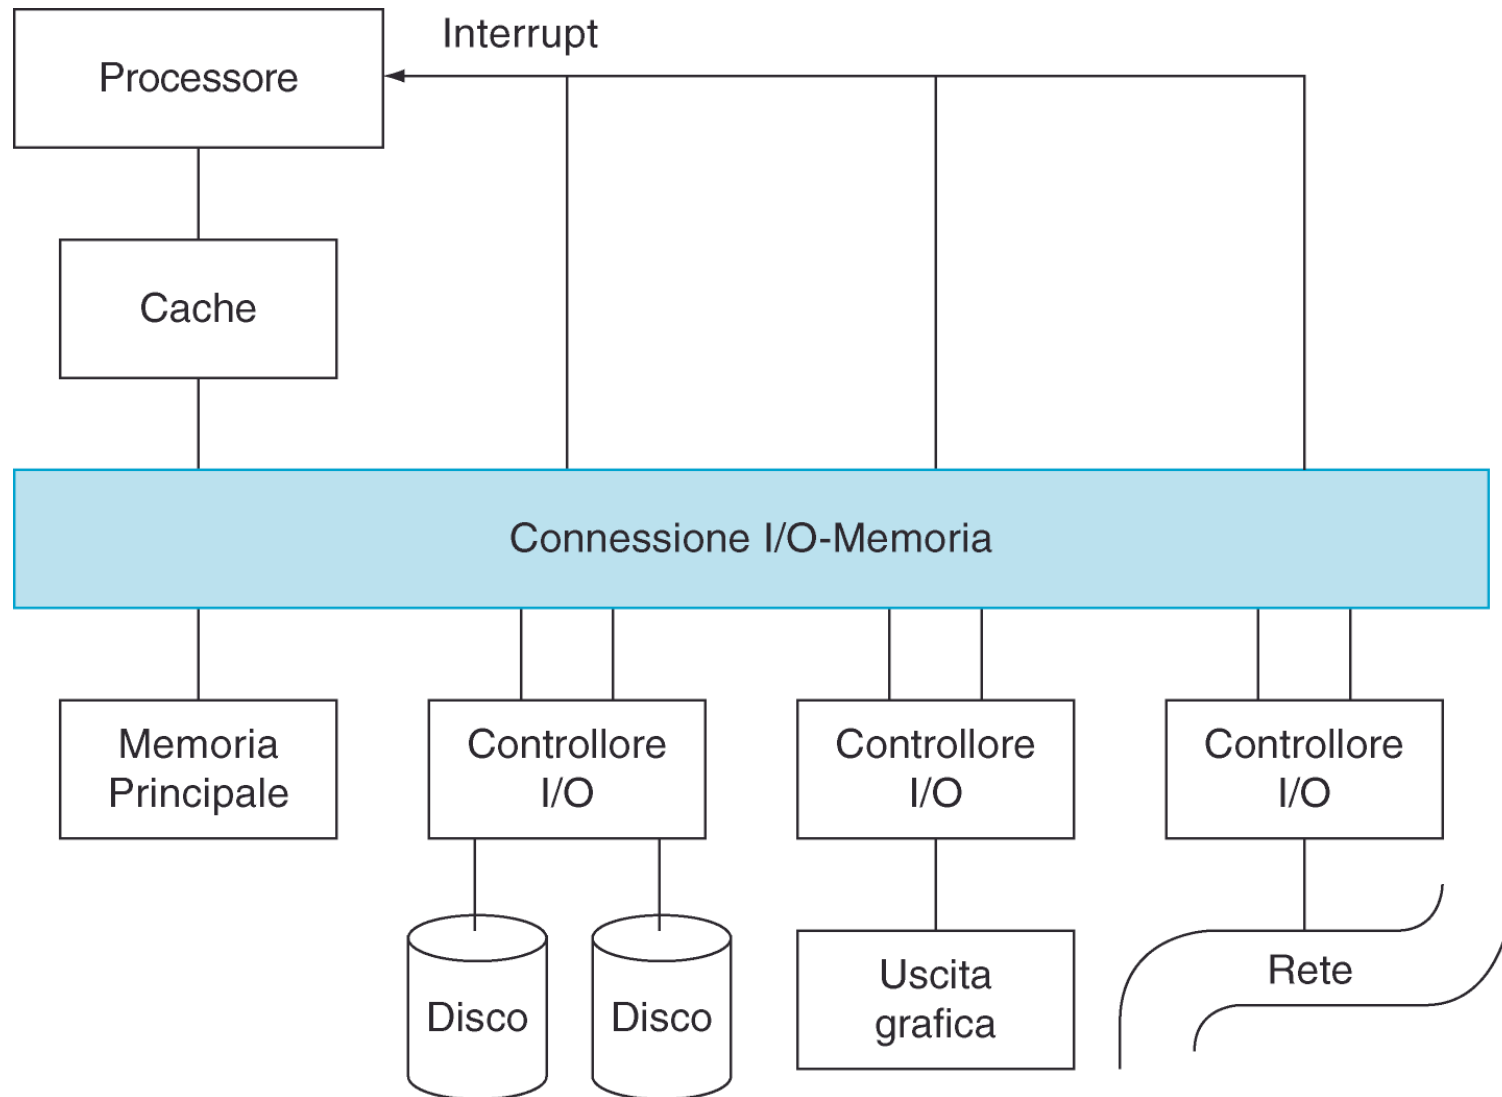 Interrupt
Processore
Cache
Connessione I/O-Memoria
Memoria
Principale
Controllore
I/O
Controllore
I/O
Controllore
I/O
Disco
Disco
Uscita
grafica
Rete